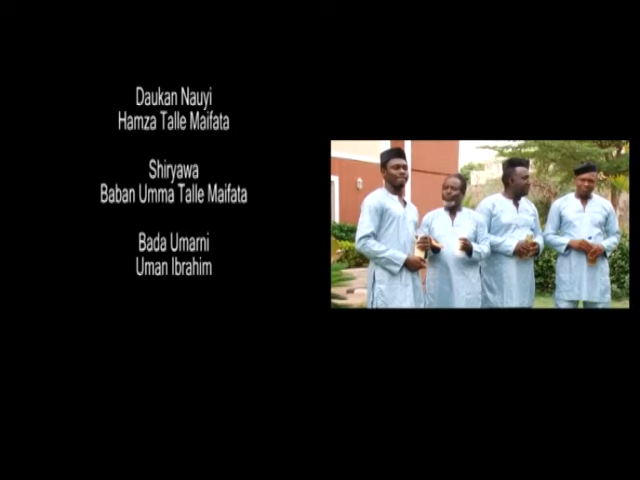 Daukan Nauyi
Hamza Talle Maifata
Shiryawa
Baban Umma Talle Maifata
Bada Umarni
Uman Ibrahim